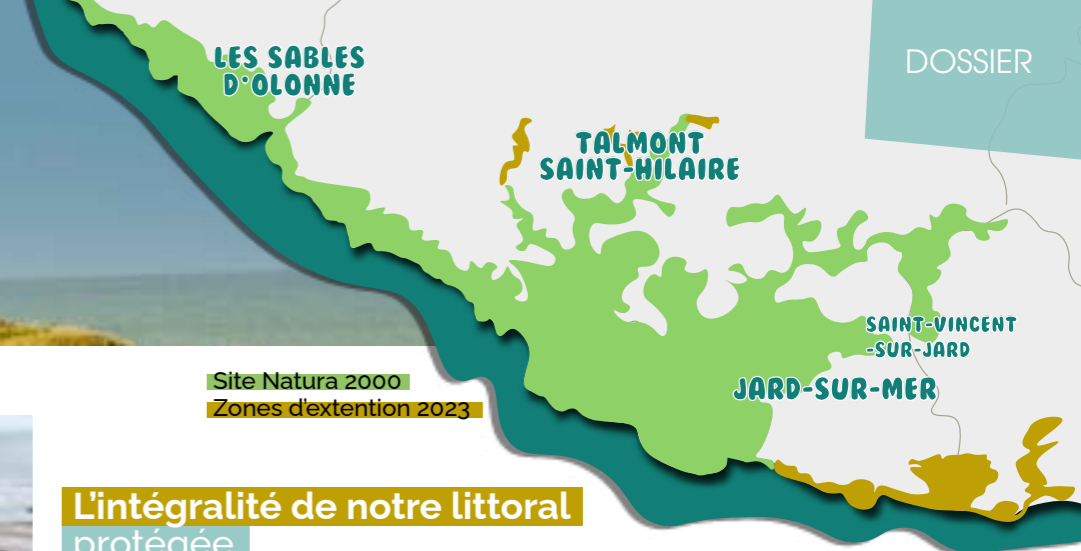 LES SABLES
D'OLONNE
DOSSIER
TALMONT
SAINT-HILAIRE
SAINT-VINCENT
-SUR-JARD
JARD-SUR-MER
Site Natura 2000
Zones d'extention 2023
L'intégralité de notre littoral
protégée